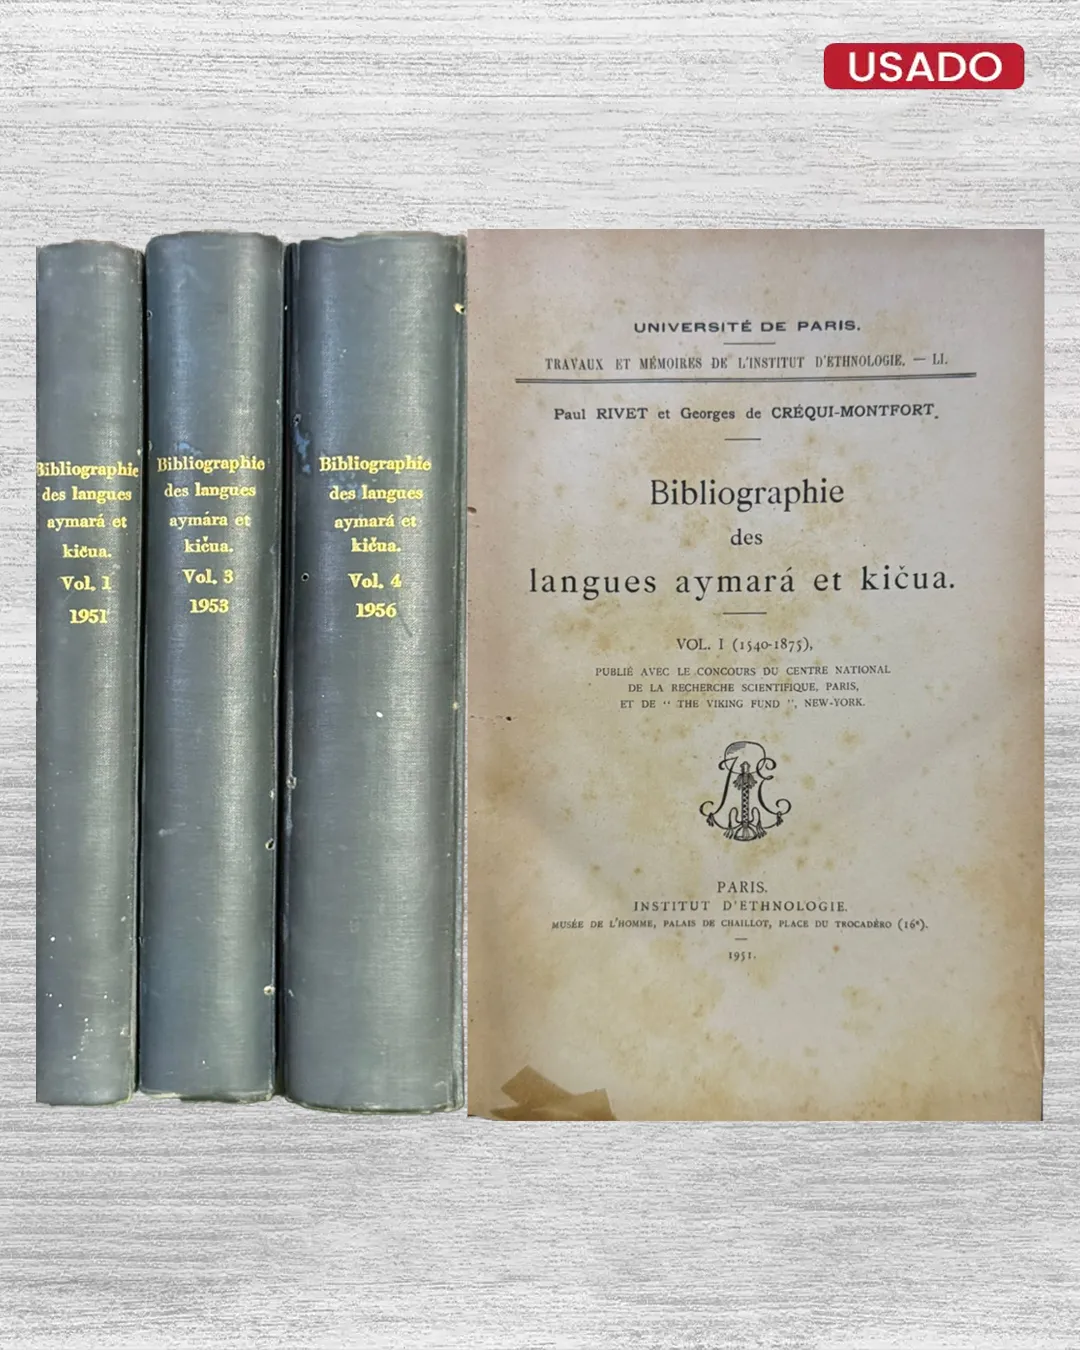 USADO
Bibliographie
des langues
aymará et
kičua.
Vol. 1
1951
Bibliographie
des langues
aymára et
kičua.
Vol. 3
1953
Bibliographie
des langues
aymará et
kičua.
Vol. 4
1956
UNIVERSITÉ DE PARIS.
TRAVAUX ET MÉMOIRES DE L'INSTITUT D'ETHNOLOGIE. — LI.
Paul RIVET et Georges de CRÉQUI-MONTFORT.
Bibliographie
des
langues aymará et kičua.
VOL. I (1540-1875),
PUBLIÉ AVEC LE CONCOURS DU CENTRE NATIONAL
DE LA RECHERCHE SCIENTIFIQUE, PARIS,
ET DE “ THE VIKING FUND ”, NEW-YORK.
PARIS.
INSTITUT D'ETHNOLOGIE.
MUSÉE DE L'HOMME, PALAIS DE CHAILLOT, PLACE DU TROCADÉRO (16ᵉ).
1951.